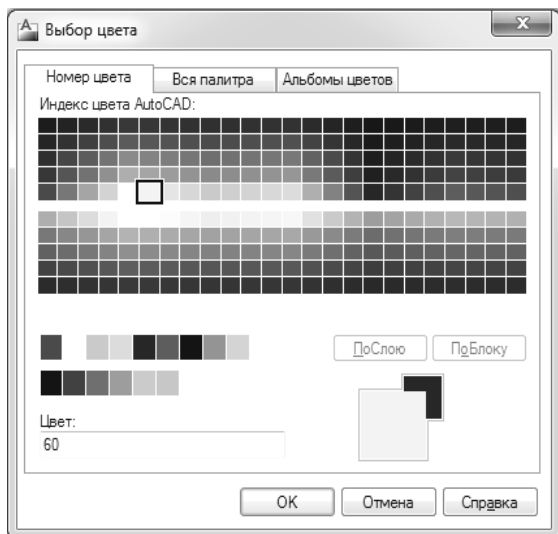 Выбор цвета
Номер цвета Вся палитра Альбомы цветов
Индекс цвета AutoCAD:
ПоСлою ПоБлоку
Цвет:
60
OK Отмена Справка